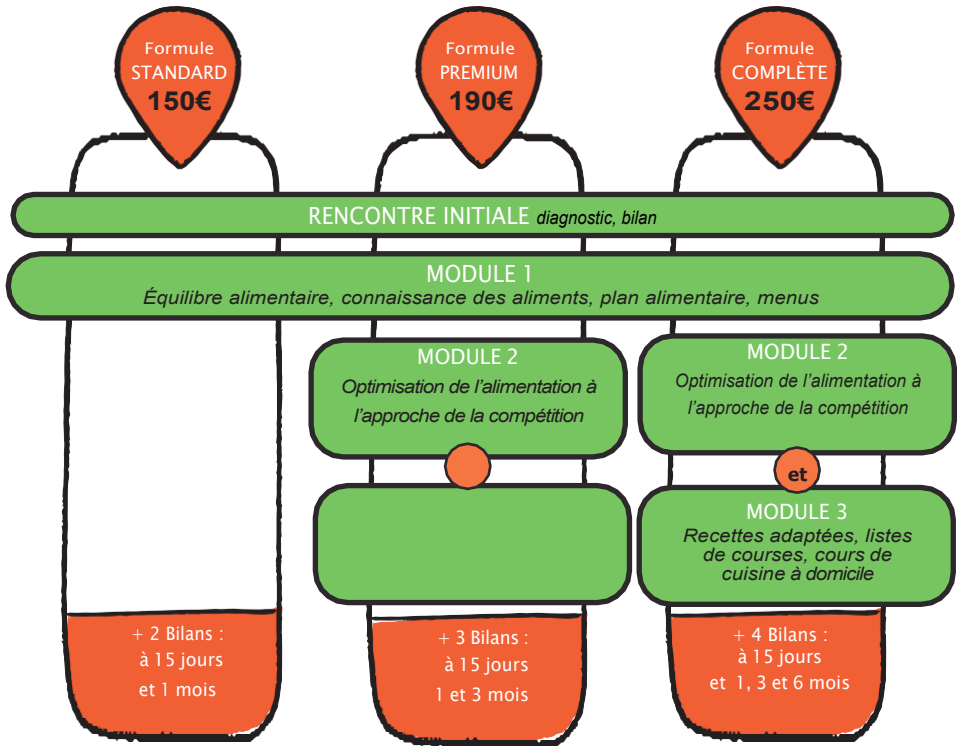 Formule
STANDARD
150€
Formule
PREMIUM
190€
Formule
COMPLÈTE
250€
RENCONTRE INITIALE diagnostic, bilan
MODULE 1
Équilibre alimentaire, connaissance des aliments, plan alimentaire, menus
MODULE 2
Optimisation de l’alimentation à
l’approche de la compétition
MODULE 2
Optimisation de l’alimentation à
l’approche de la compétition
et
MODULE 3
Recettes adaptées, listes
de courses, cours de
cuisine à domicile
+ 2 Bilans :
à 15 jours
et 1 mois
+ 3 Bilans :
à 15 jours
1 et 3 mois
+ 4 Bilans :
à 15 jours
et 1, 3 et 6 mois